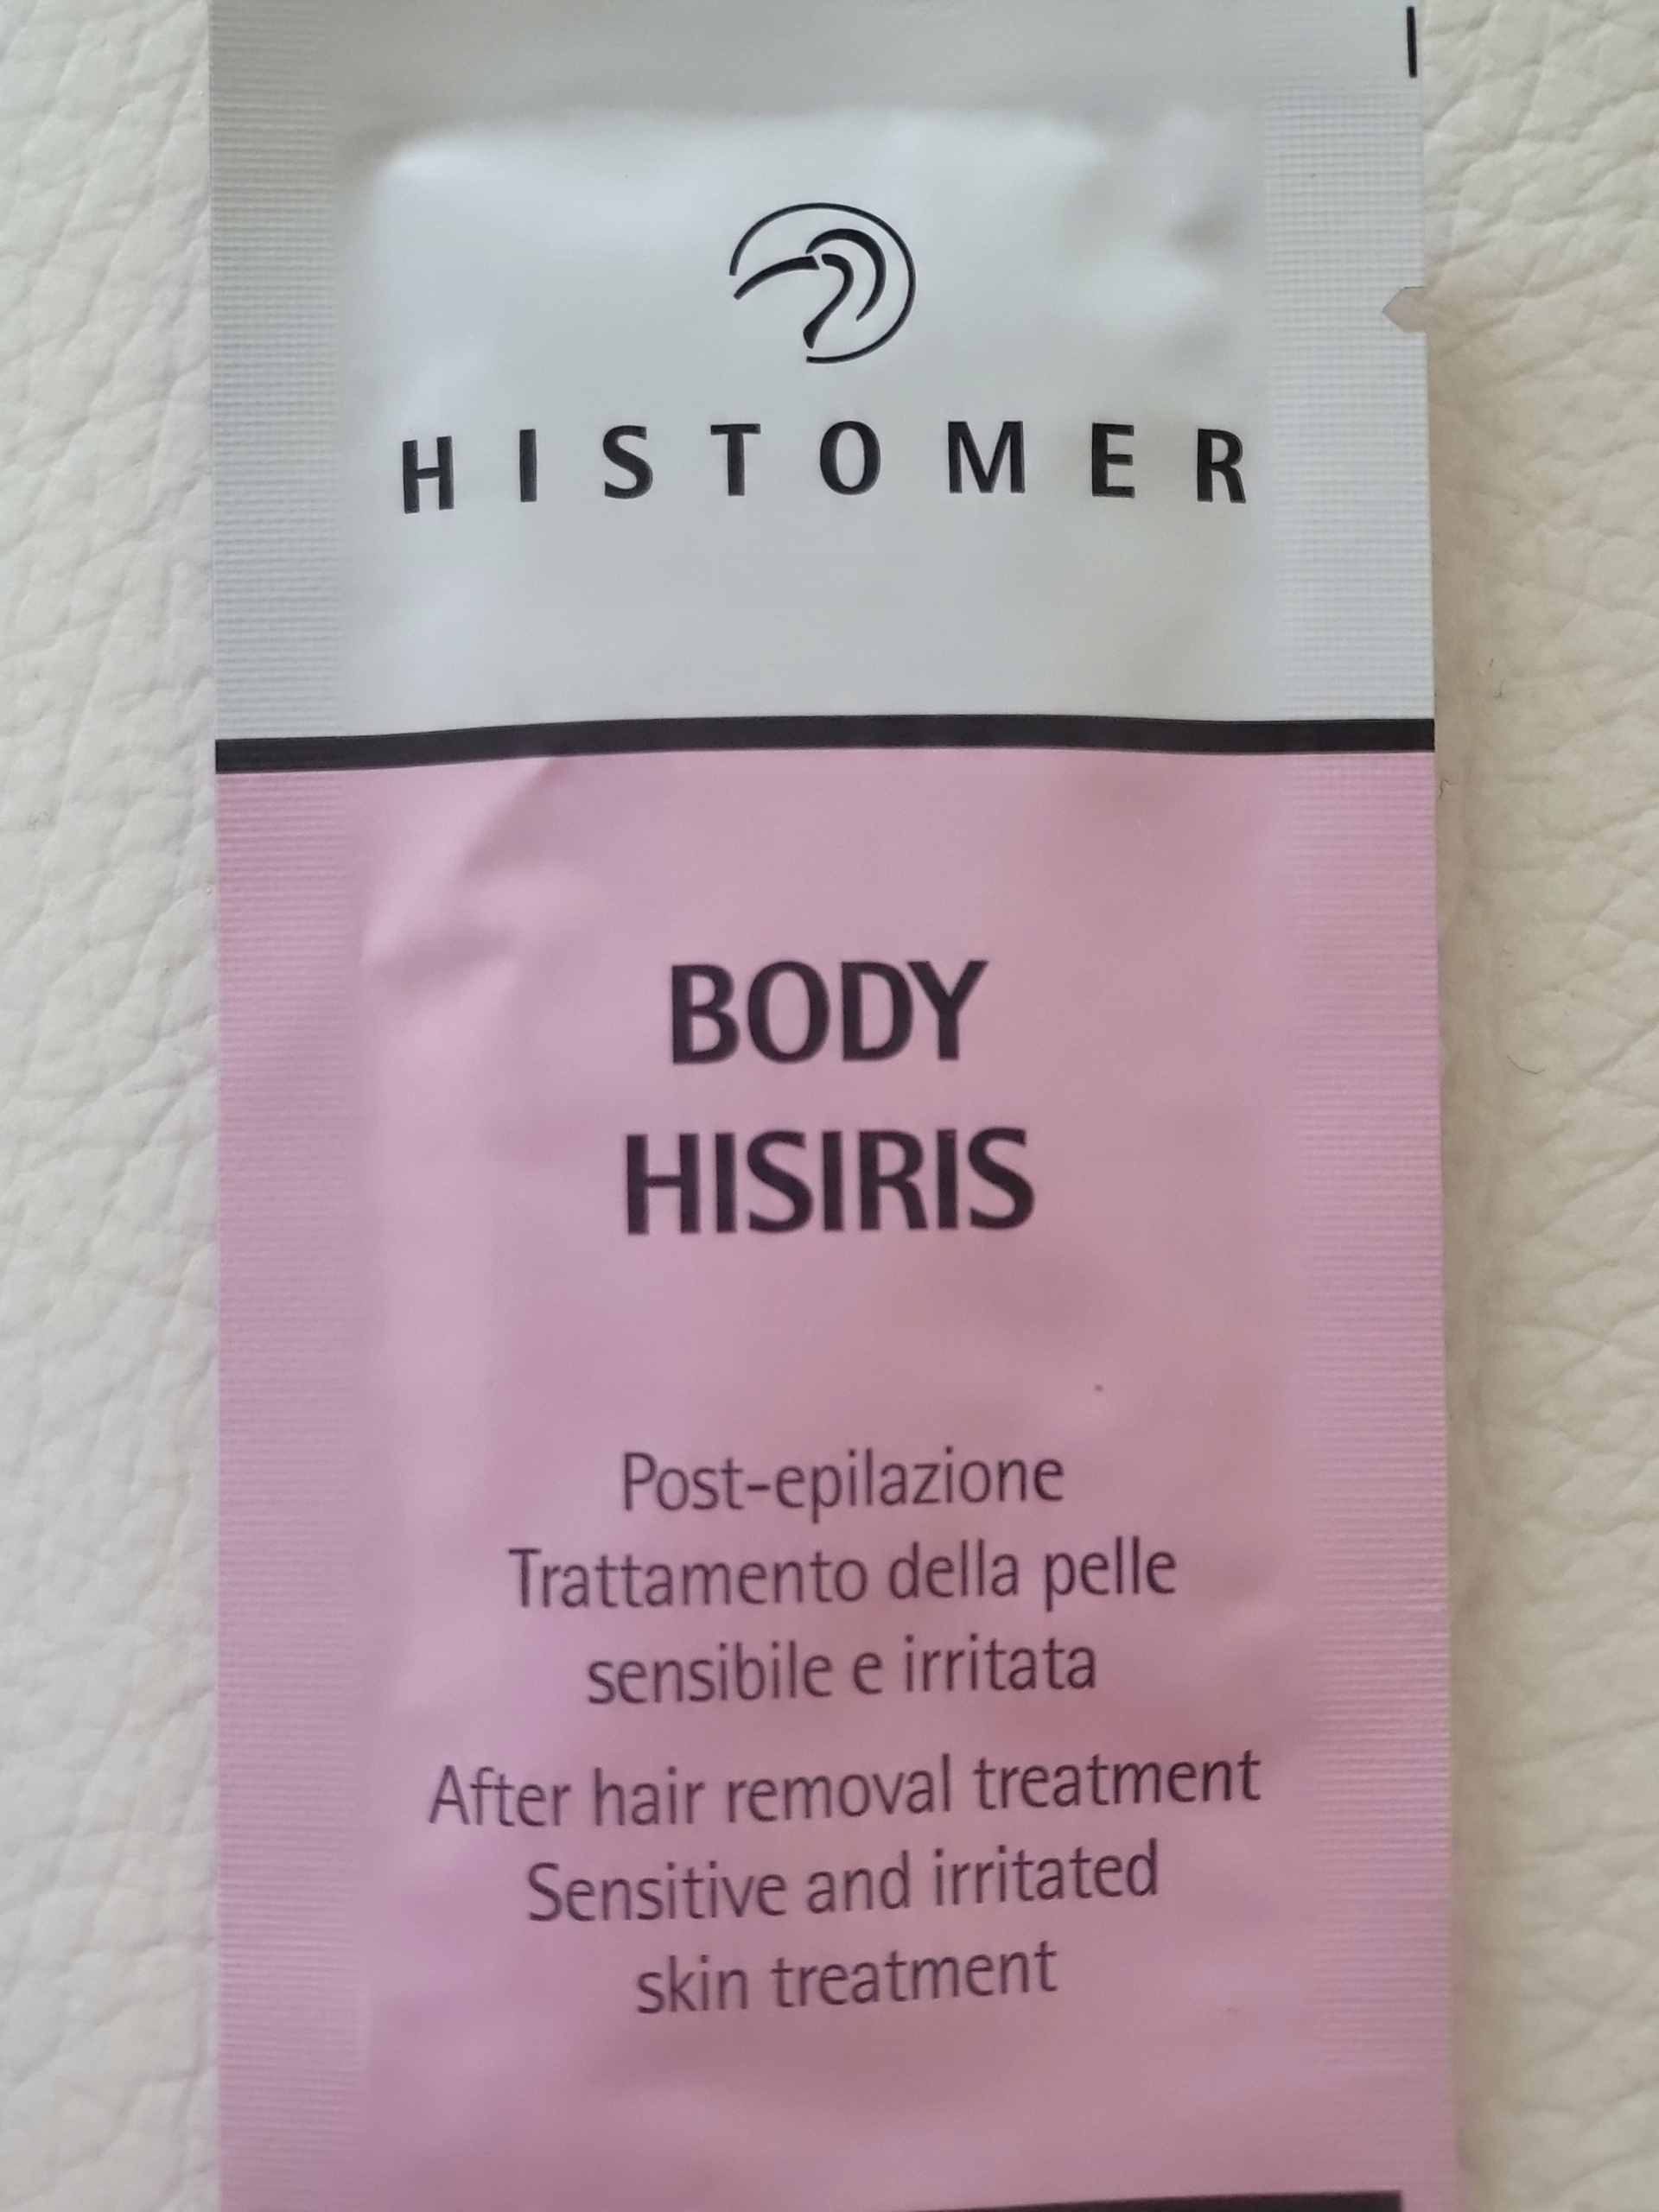 HISTOMER
BODY
HISIRIS
Post-epilazione
Trattamento della pelle
sensibile e irritata
After hair removal treatment
Sensitive and irritated
skin treatment